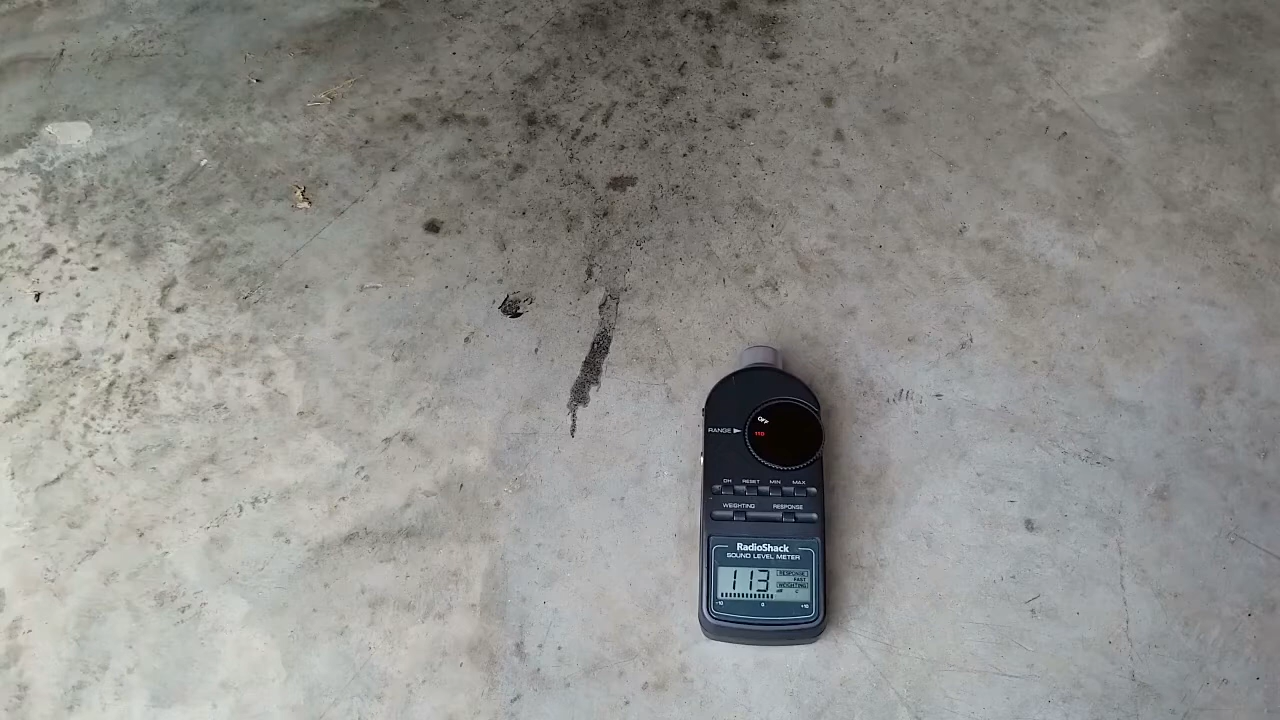 OFF
RANGE ▶ 110
CH RESET MIN MAX
WEIGHTING RESPONSE
RadioShack
SOUND LEVEL METER
113
RESPONSE
FAST
WEIGHTING
dB C
-10 0 +10